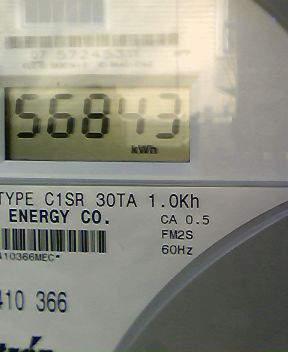 56843
kWh
TYPE C1SR 30TA 1.0Kh
ENERGY CO.
CA 0.5
FM2S
60Hz
410366MEC*
410 366